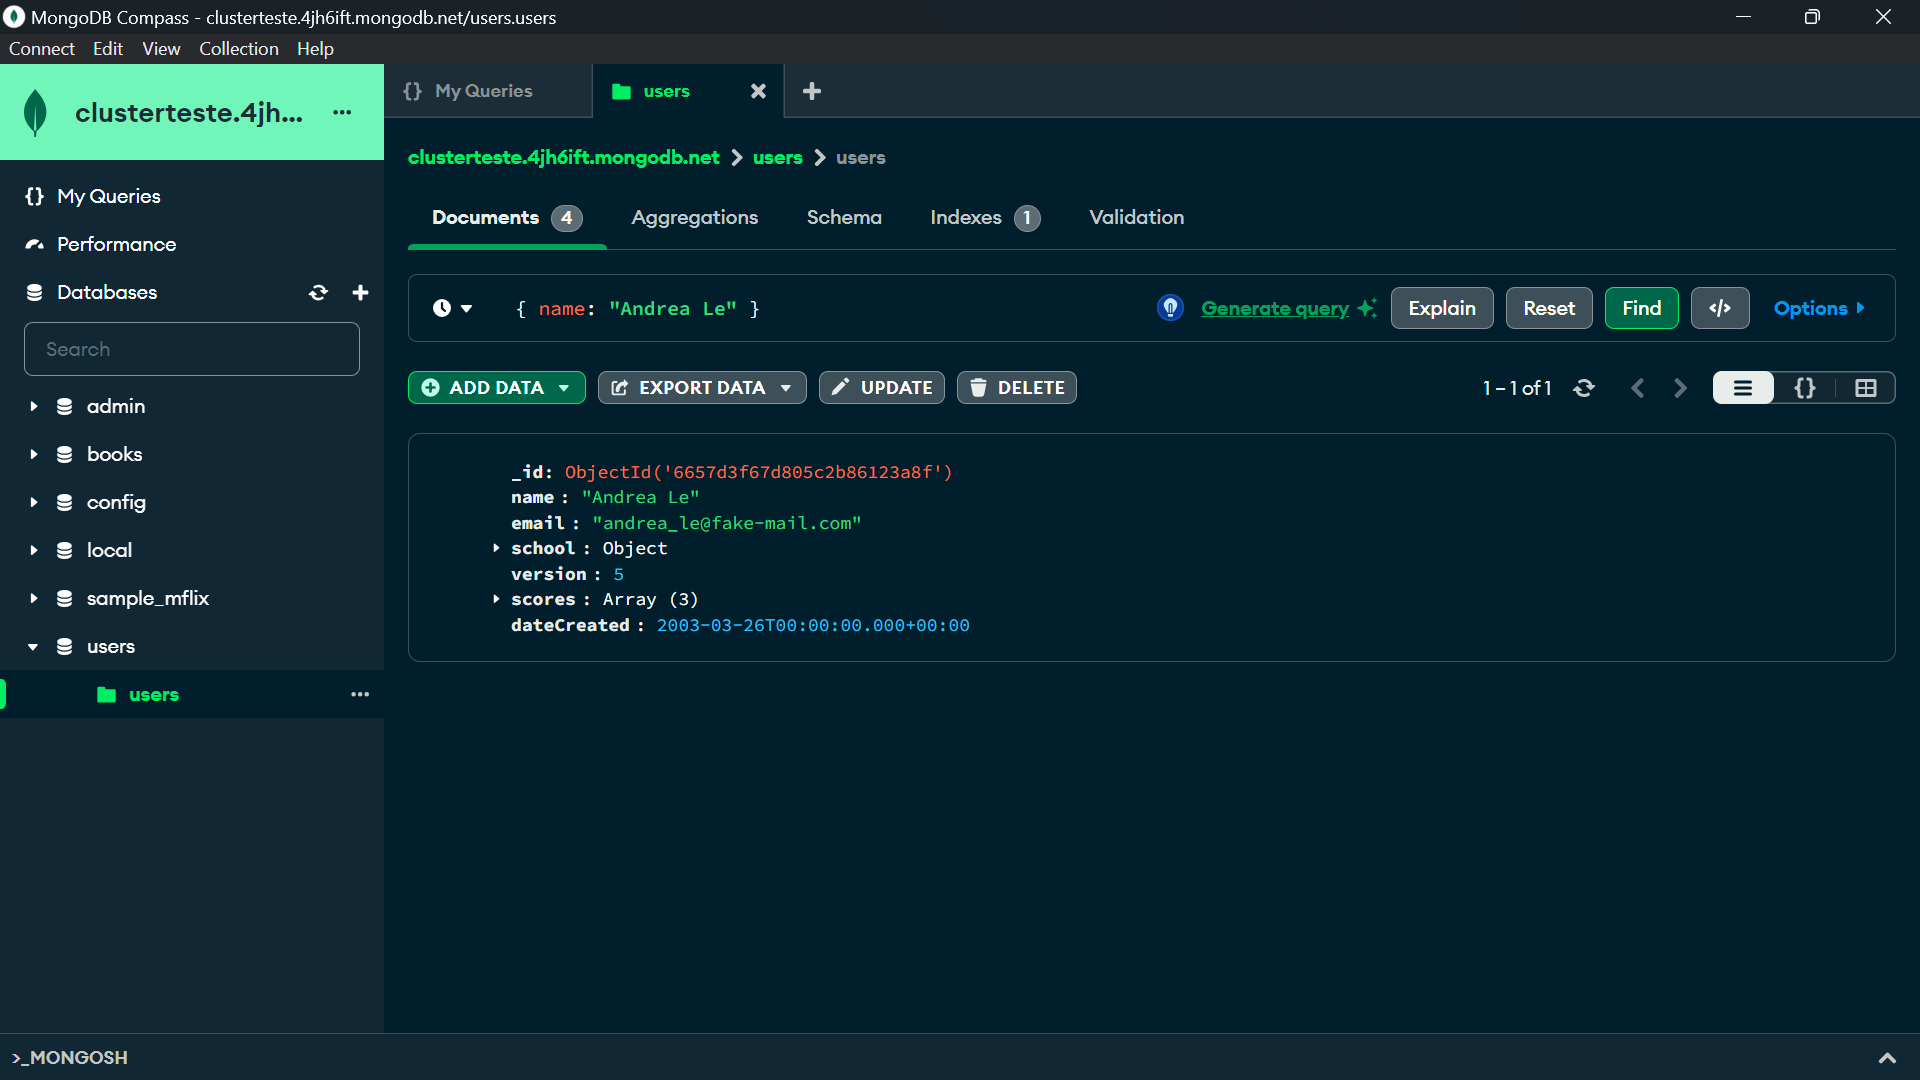 MongoDB Compass - clusterteste.4jh6ift.mongodb.net/users.users
Connect Edit View Collection Help
clusterteste.4jh...
My Queries
Performance
Databases
Search
admin
books
config
local
sample_mflix
users
users
{} My Queries
users
clusterteste.4jh6ift.mongodb.net > users > users
Documents 4 Aggregations Schema Indexes 1 Validation
{ name: "Andrea Le" }
Generate query Explain Reset Find </> Options
ADD DATA EXPORT DATA UPDATE DELETE
1 – 1 of 1
{}
_id: ObjectId('6657d3f67d805c2b86123a8f')
name : "Andrea Le"
email : "andrea_le@fake-mail.com"
school : Object
version : 5
scores : Array (3)
dateCreated : 2003-03-26T00:00:00.000+00:00
>_MONGOSH